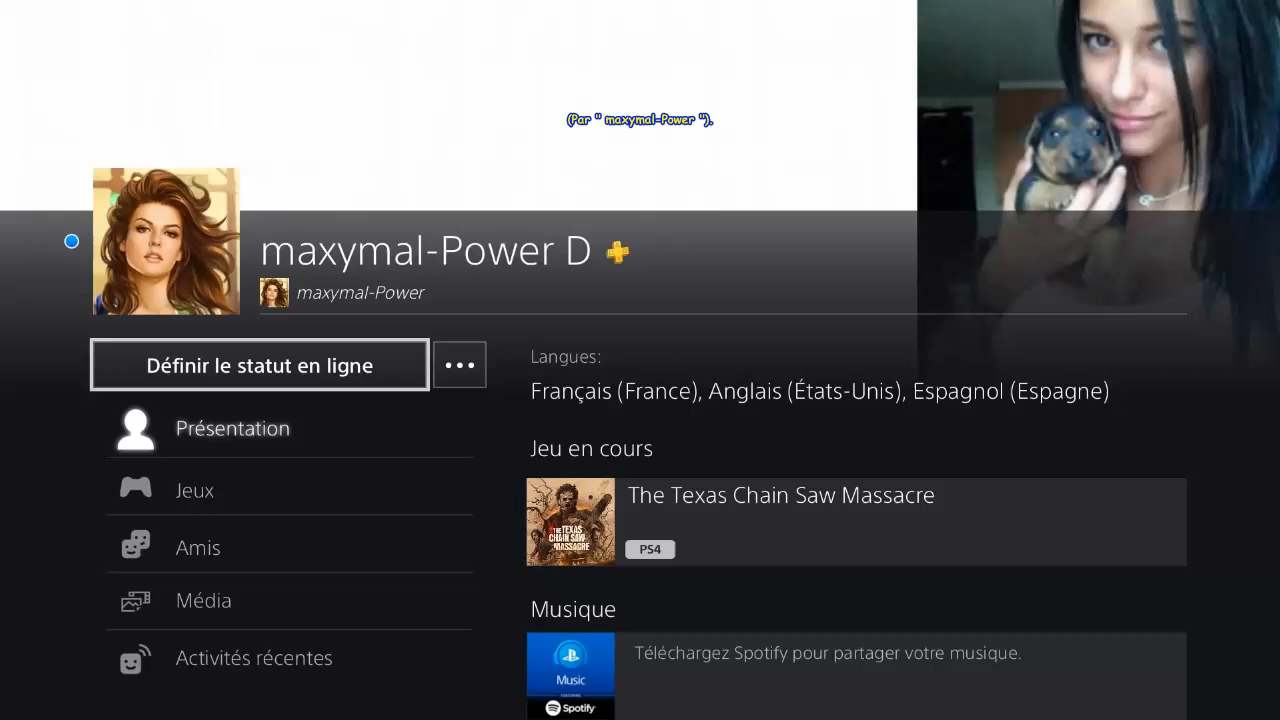 (Par " maxymal-Power ").
maxymal-Power D
maxymal-Power
Définir le statut en ligne
Présentation
Jeux
Amis
Média
Activités récentes
Langues:
Français (France), Anglais (États-Unis), Espagnol (Espagne)
Jeu en cours
THE TEXAS
CHAIN SAW
MASSACRE
The Texas Chain Saw Massacre
PS4
Musique
Music
Spotify
Téléchargez Spotify pour partager votre musique.